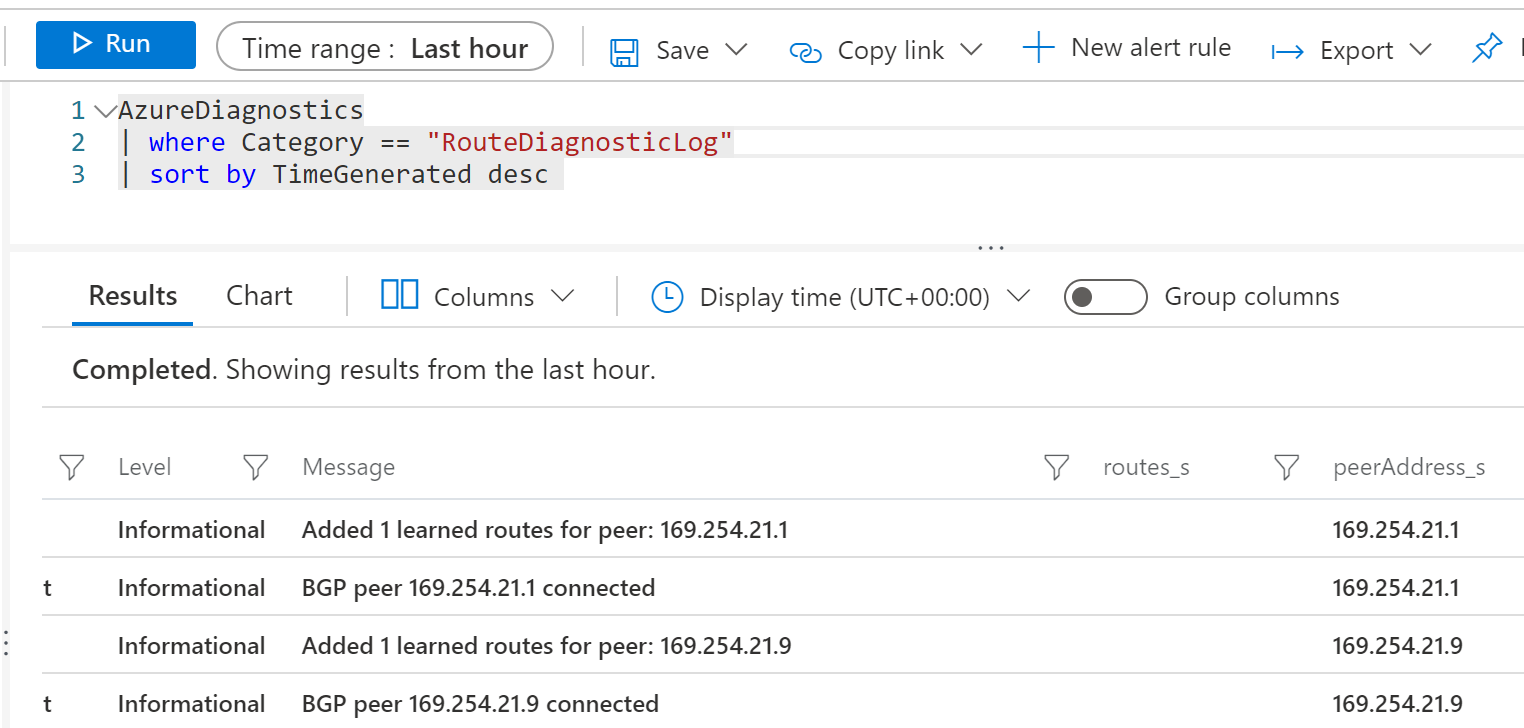 Run Time range : Last hour Save Copy link New alert rule Export
1 AzureDiagnostics
2 | where Category == "RouteDiagnosticLog"
3 | sort by TimeGenerated desc
...
Results Chart Columns Display time (UTC+00:00) Group columns
Completed. Showing results from the last hour.
Level Message routes_s peerAddress_s
Informational Added 1 learned routes for peer: 169.254.21.1 169.254.21.1
t Informational BGP peer 169.254.21.1 connected 169.254.21.1
Informational Added 1 learned routes for peer: 169.254.21.9 169.254.21.9
t Informational BGP peer 169.254.21.9 connected 169.254.21.9